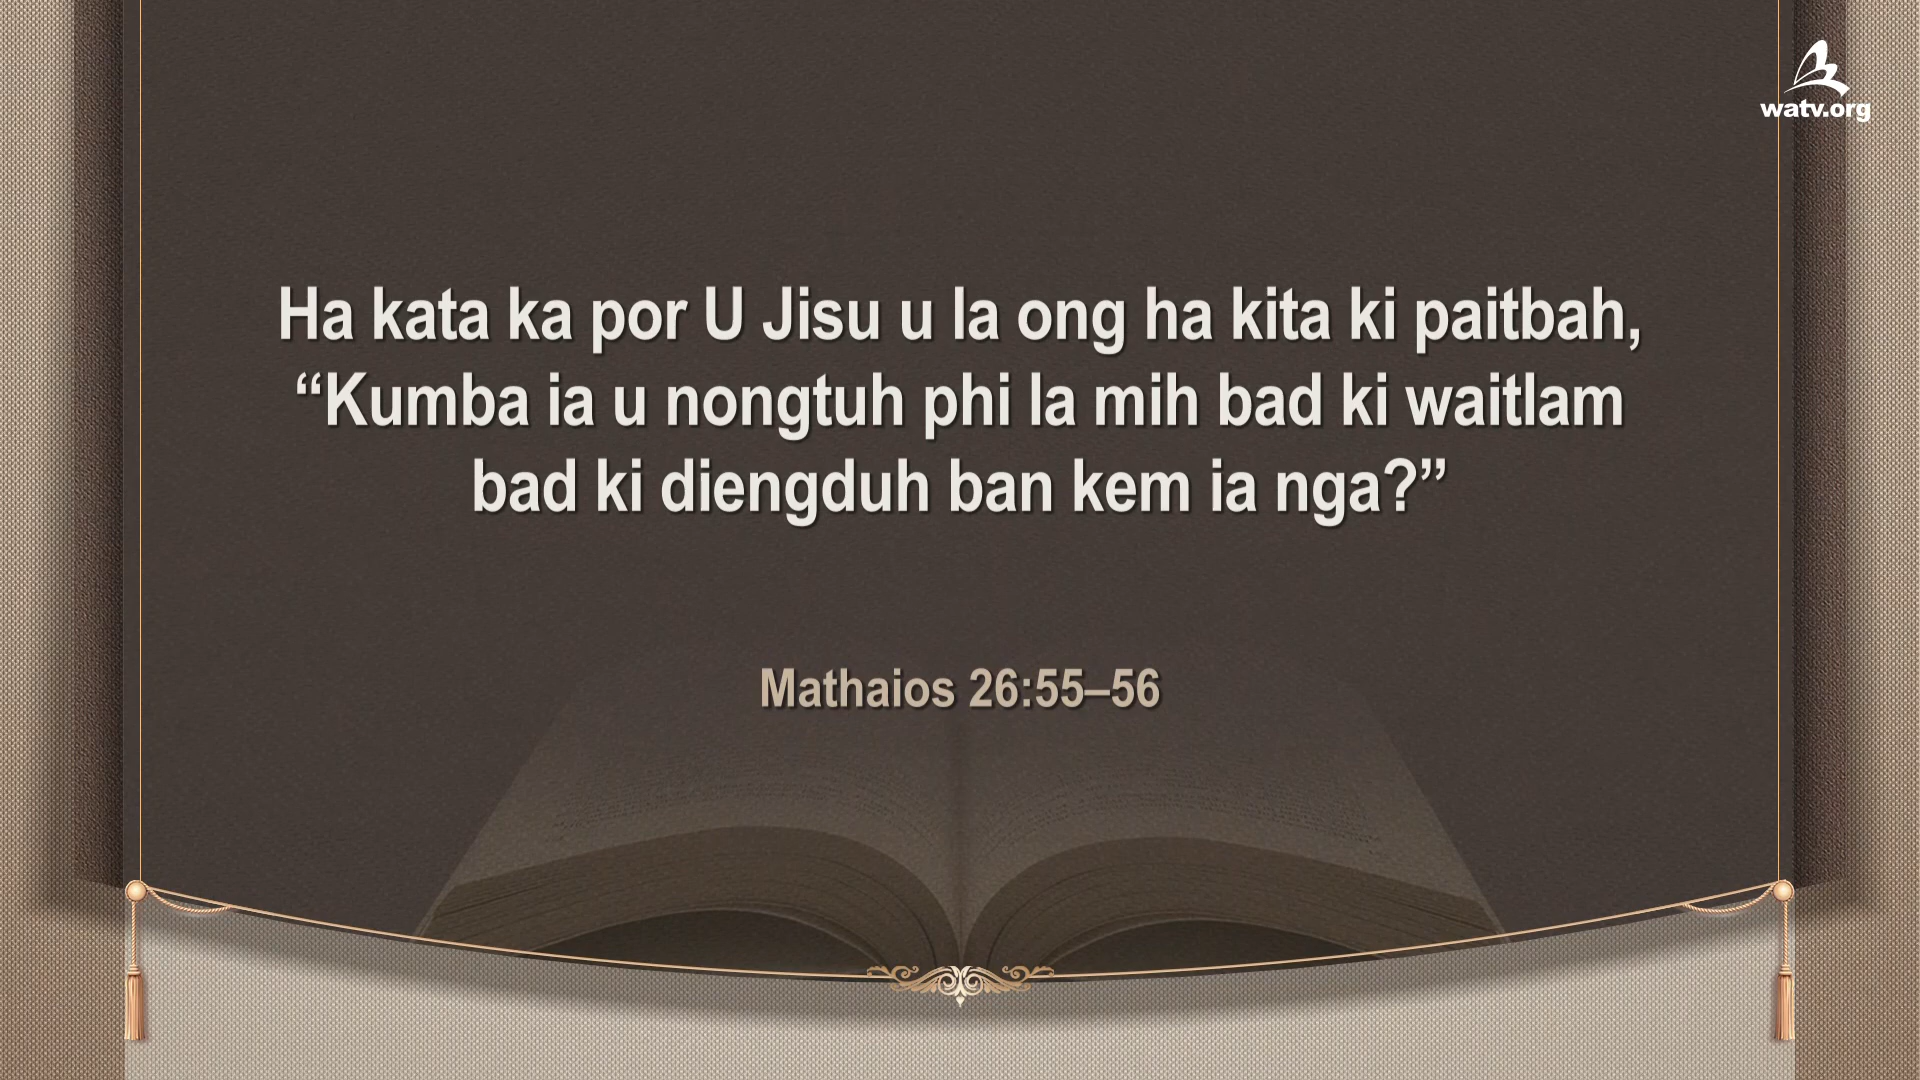 watv.org
Ha kata ka por U Jisu u la ong ha kita ki paitbah,
“Kumba ia u nongtuh phi la mih bad ki waitlam
bad ki diengduh ban kem ia nga?”
Mathaios 26:55–56